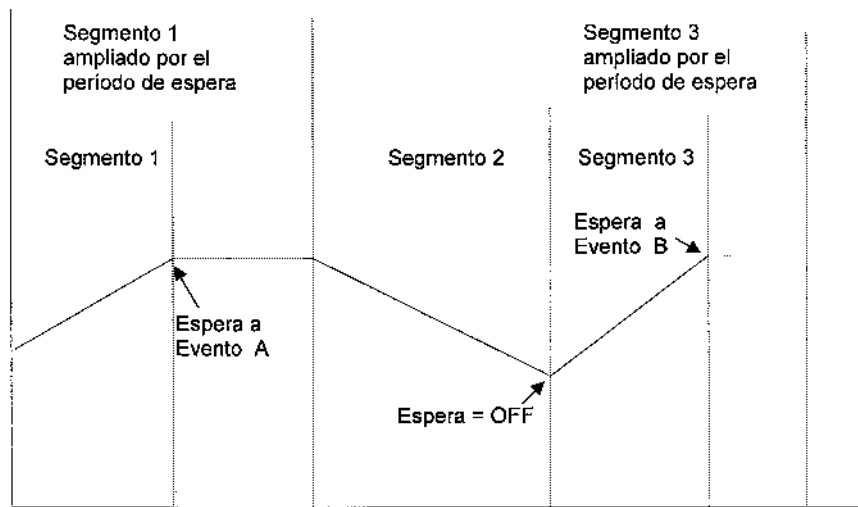 Segmento 1
ampliado por el
período de espera
Segmento 3
ampliado por el
período de espera
Segmento 1
Segmento 2
Segmento 3
Espera a
Evento B
Espera a
Evento A
Espera = OFF